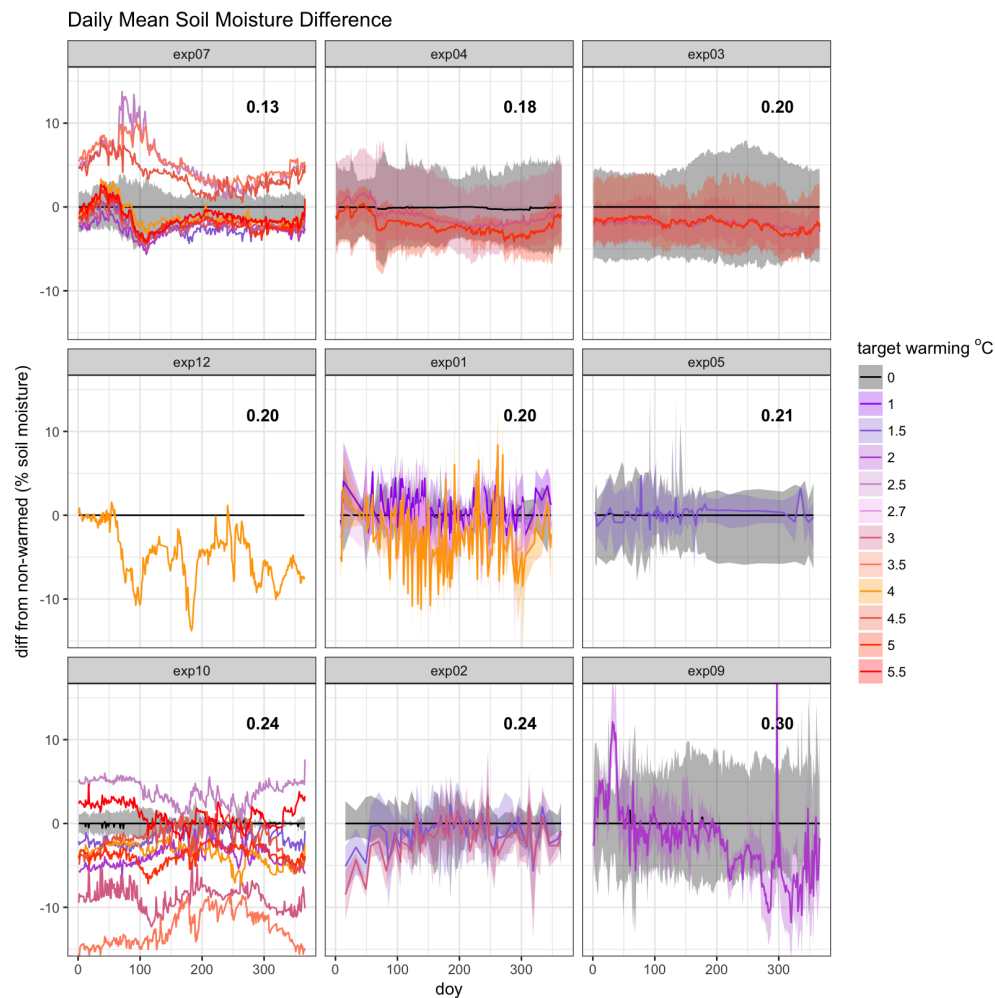 Daily Mean Soil Moisture Difference
exp07 exp04 exp03
0.13 0.18 0.20
10
0
-10
exp12 exp01 exp05
0.20 0.20 0.21
10
0
-10
exp10 exp02 exp09
0.24 0.24 0.30
10
0
-10
0 100 200 300 0 100 200 300 0 100 200 300
doy
diff from non-warmed (% soil moisture)
target warming °C
0
1
1.5
2
2.5
2.7
3
3.5
4
4.5
5
5.5